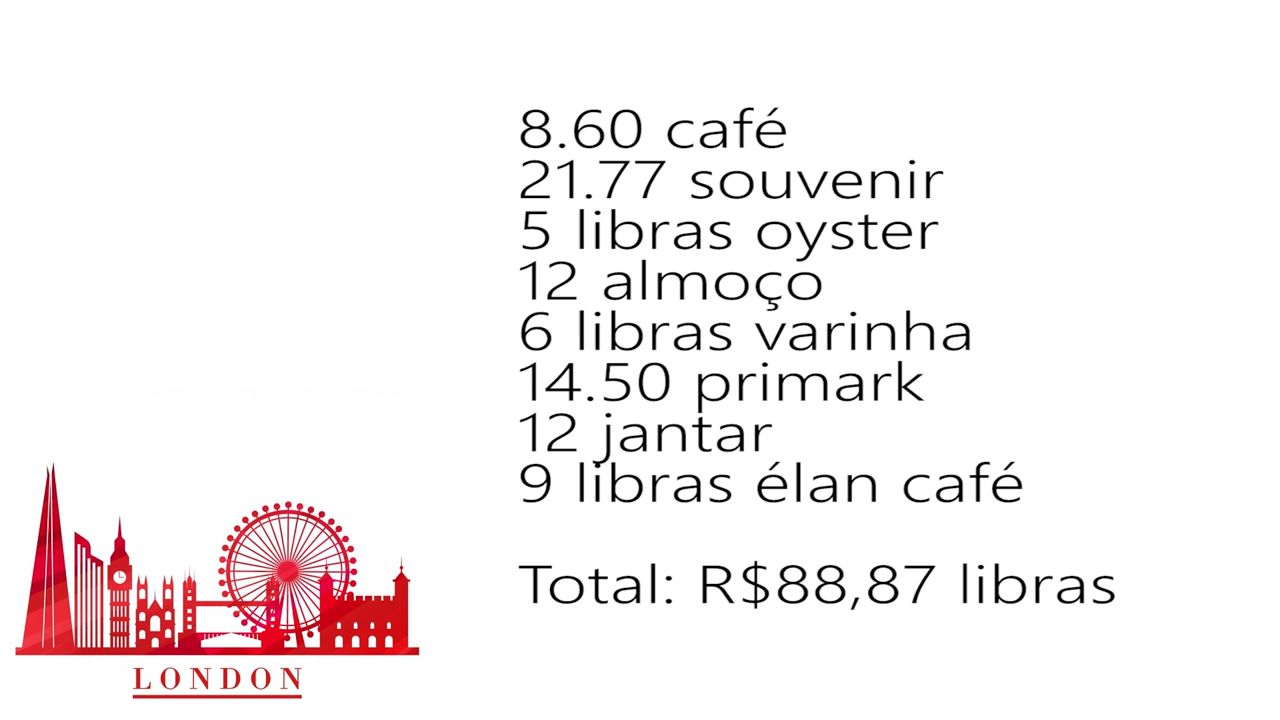 8.60 café
21.77 souvenir
5 libras oyster
12 almoço
6 libras varinha
14.50 primark
12 jantar
9 libras élan café
Total: R$88,87 libras
LONDON